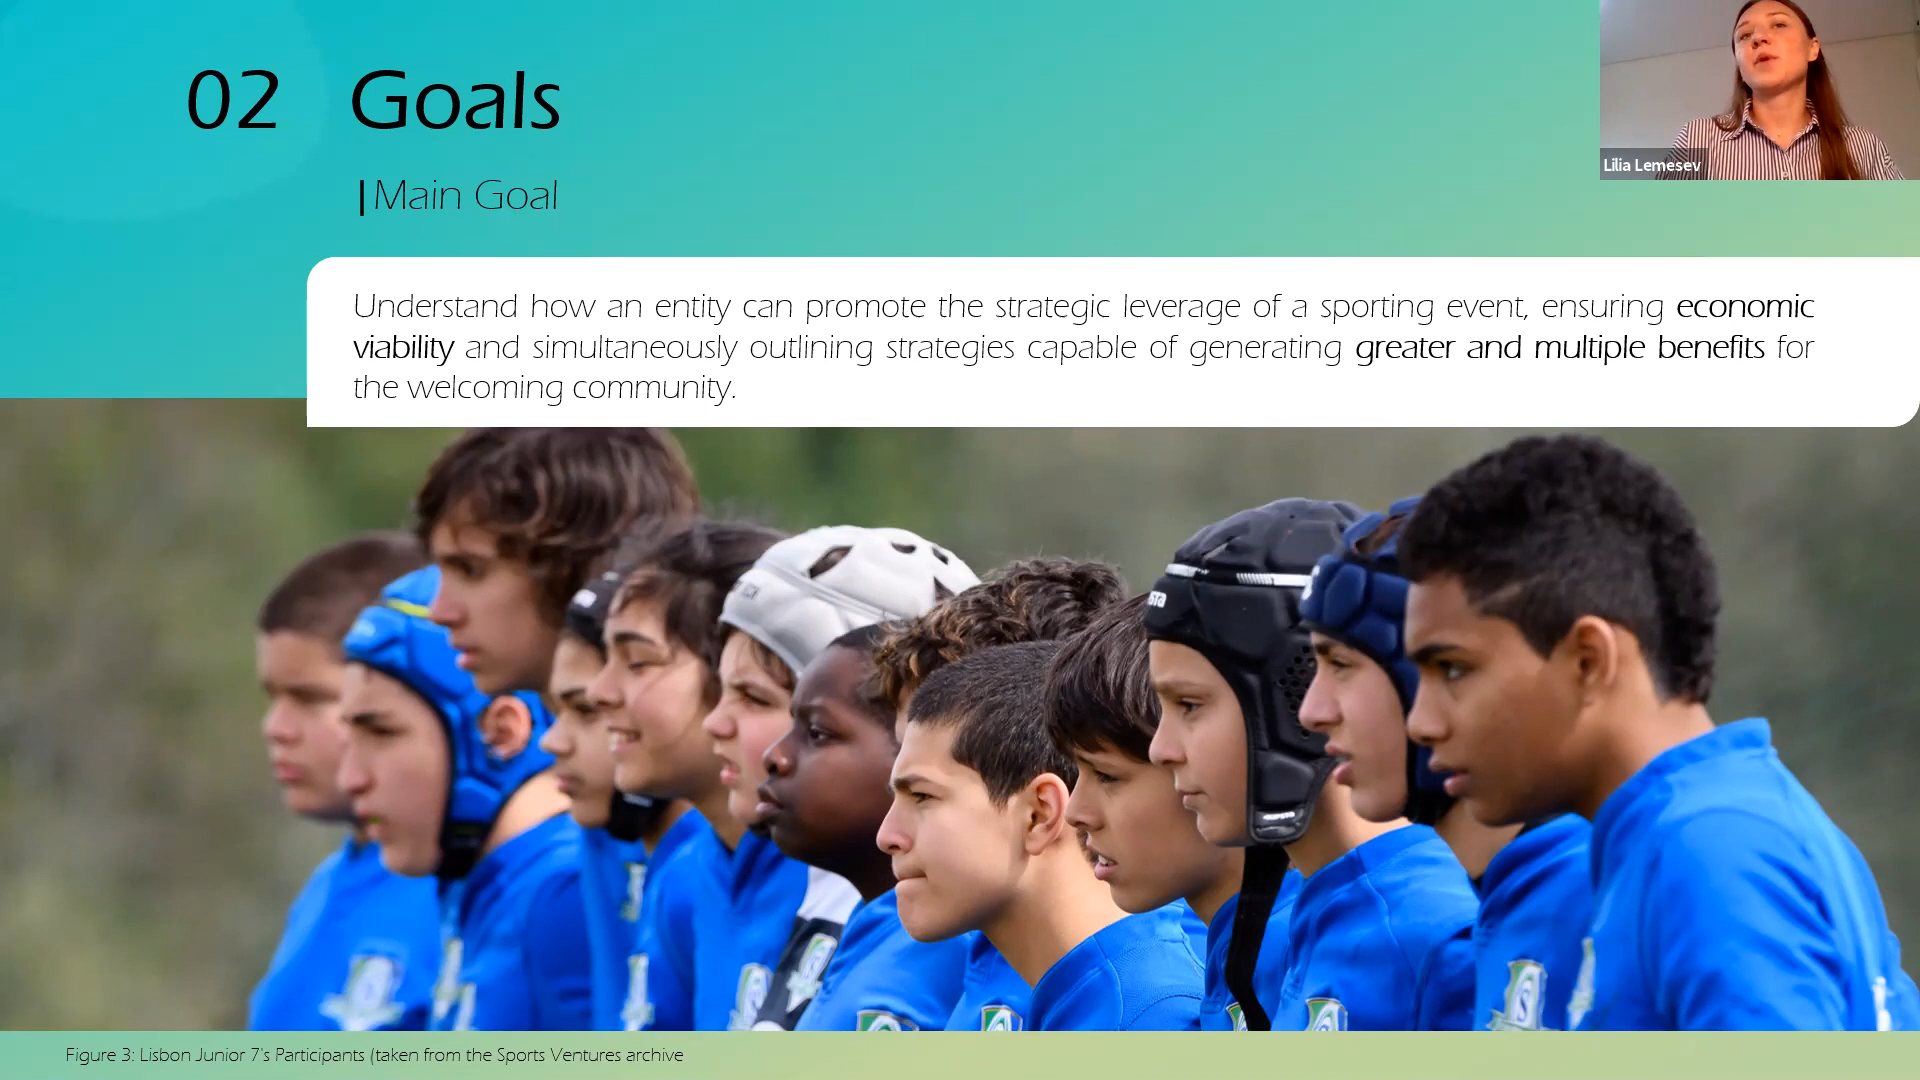 02 Goals
|Main Goal
Lilia Lemesev
Understand how an entity can promote the strategic leverage of a sporting event, ensuring economic
viability and simultaneously outlining strategies capable of generating greater and multiple benefits for
the welcoming community.
Figure 3: Lisbon Junior 7's Participants (taken from the Sports Ventures archive